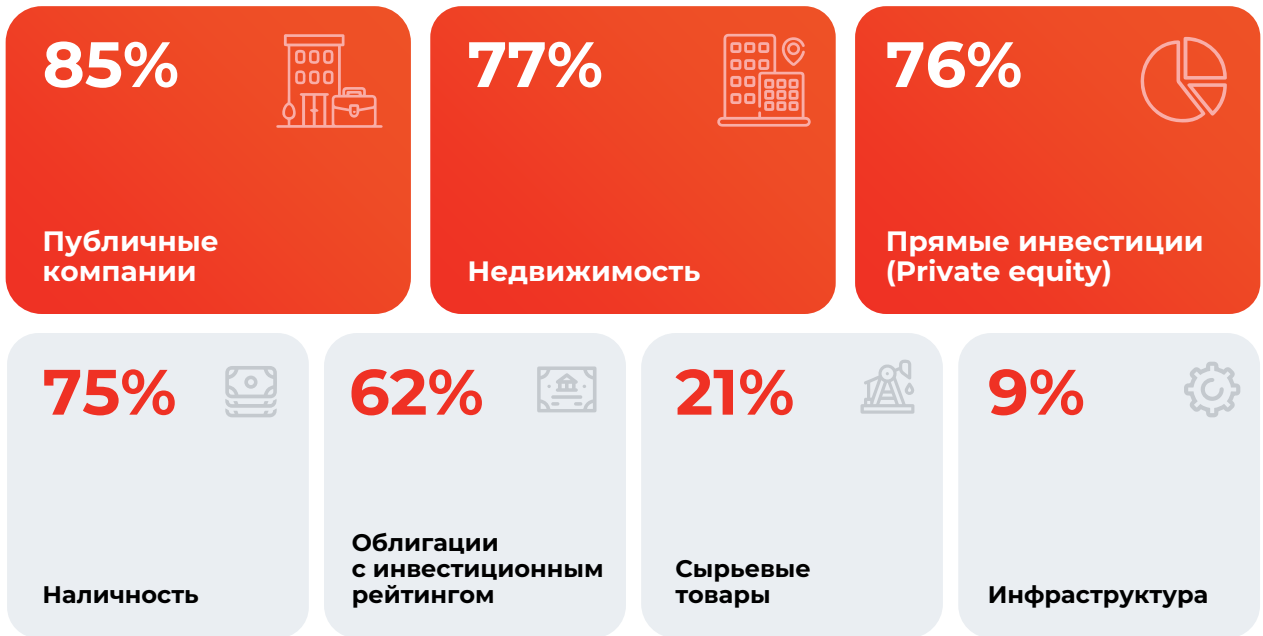 85%
Публичные
компании
77%
Недвижимость
76%
Прямые инвестиции
(Private equity)
75%
Наличность
62%
Облигации
с инвестиционным
рейтингом
21%
Сырьевые
товары
9%
Инфраструктура